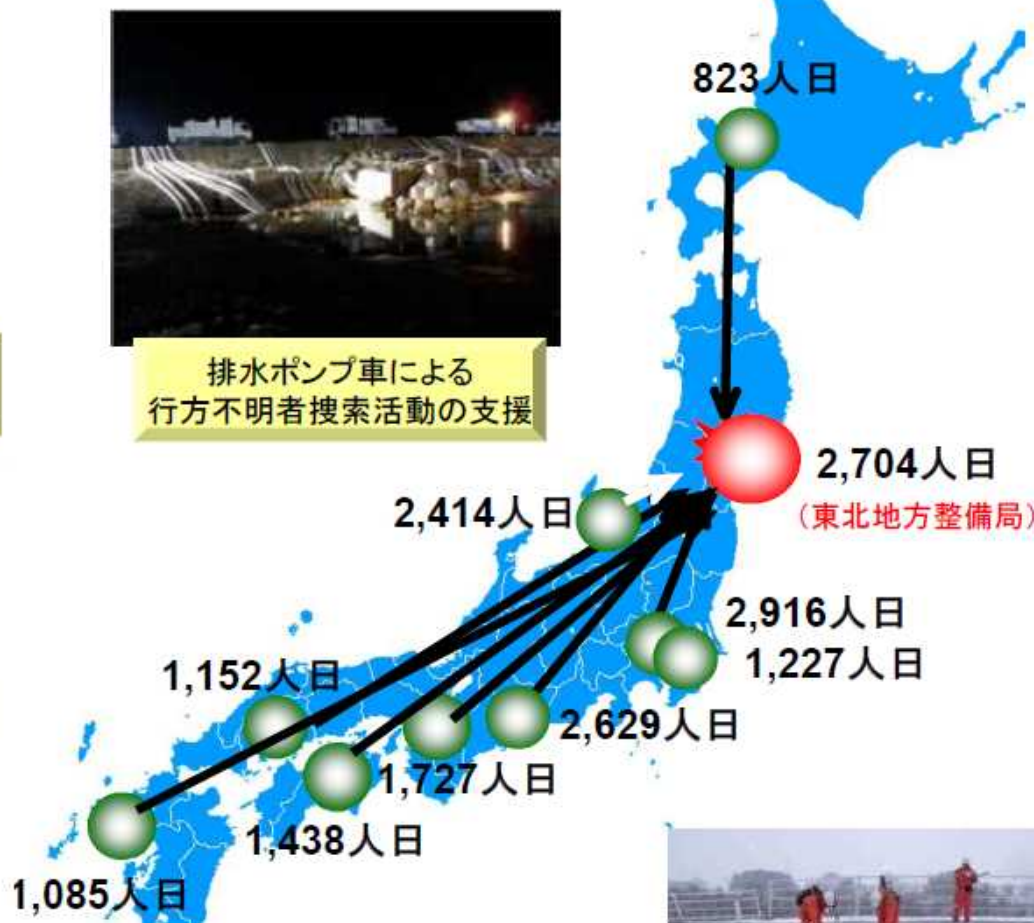 823人日
排水ポンプ車による
行方不明者捜索活動の支援
2,704人日
(東北地方整備局)
2,414人日
2,916人日
1,227人日
1,152人日
2,629人日
1,727人日
1,438人日
1,085人日